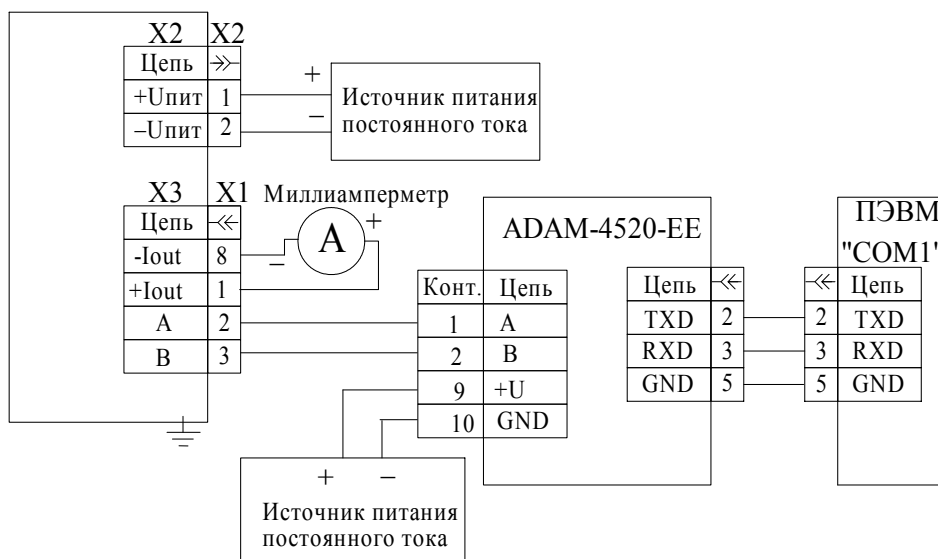 X2 X2
Цепь
+Uпит 1
–Uпит 2
+
–
Источник питания
постоянного тока
X3 X1
Цепь
-Iout 8
+Iout 1
A 2
B 3
Миллиамперметр
A
+
–
ADAM-4520-EE
Конт. Цепь
1 A
2 B
9 +U
10 GND
Цепь
TXD 2
RXD 3
GND 5
ПЭВМ
"COM1"
Цепь
2 TXD
3 RXD
5 GND
+ –
Источник питания
постоянного тока